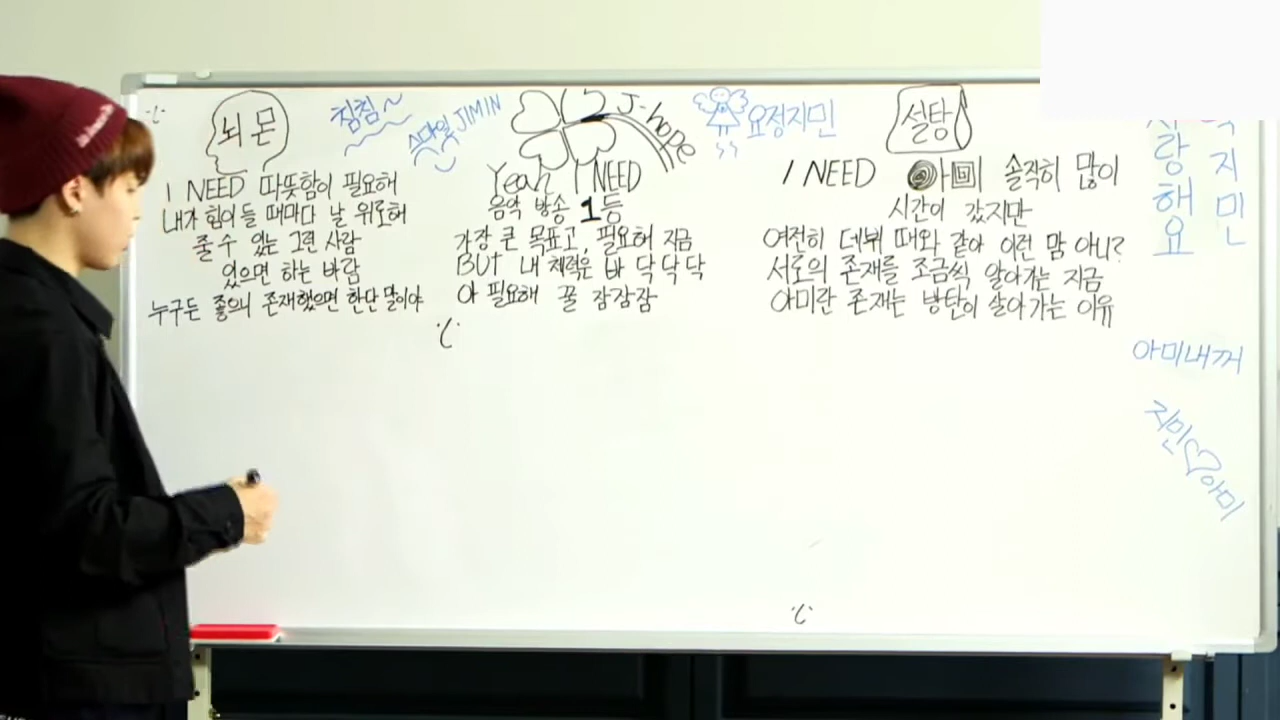 뇌몬
침침~
스마일 JIMIN
J-hope
요정지민
설탕
I NEED 따뜻함이 필요해
내가 힘이 들 때마다 날 위로해
줄 수 있는 그런 사람
있으면 하는 바람
누구든 좋으니 존재했으면 한단 말이야
Yeah I NEED
음악 방송 1등
가장 큰 목표고, 필요해 지금
BUT 내 체력은 바닥 닥 닥
아 필요해 꿀 잠잠잠
I NEED 아미 솔직히 많이
시간이 갔지만
여전히 데뷔 때와 같아 이런 맘 아니?
서로의 존재를 조금씩 알아가는 지금
아미란 존재는 방탄이 살아가는 이유
랑해요
지민
아미내꺼
지민♡아미